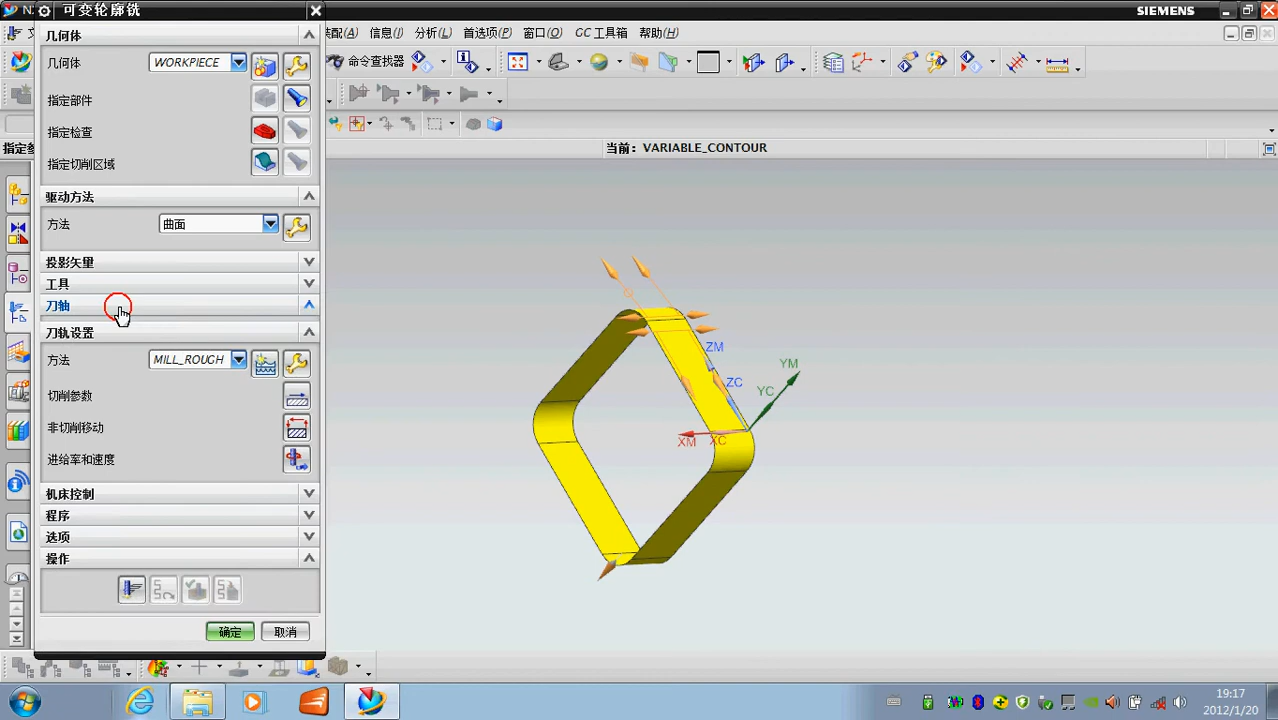 可变轮廓铣
SIEMENS
装配(A) 信息(I) 分析(L) 首选项(P) 窗口(O) CC 工具箱 帮助(H)
几何体
几何体 WORKPIECE
命令查找器
指定部件
指定检查
指定切削区域
当前: VARIABLE_CONTOUR
驱动方法
方法 曲面
投影矢量
工具
刀轴
刀轨设置
方法 MILL_ROUGH
切削参数
非切削移动
进给率和速度
机床控制
程序
选项
操作
确定 取消
ZM
YM
ZC
YC
XM XC
19:17
2012/1/20